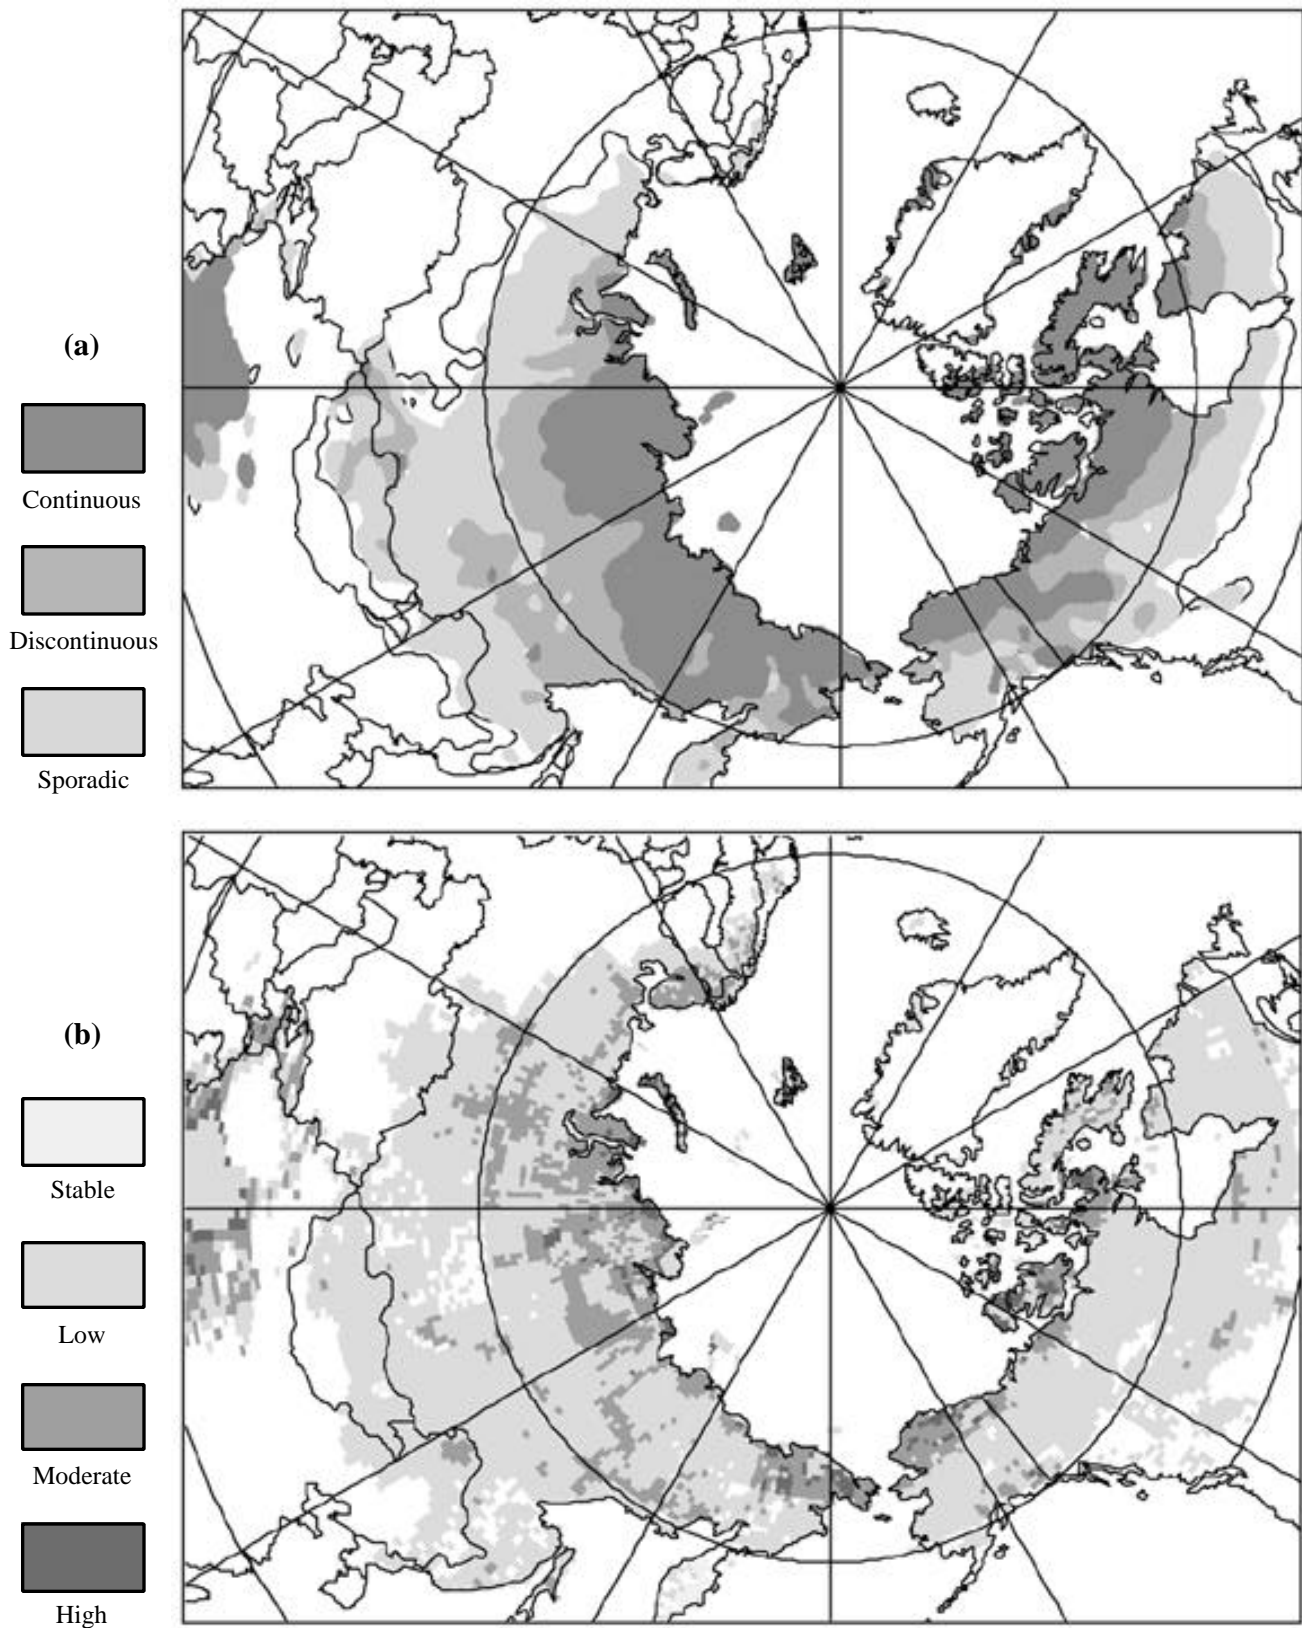 (a)
Continuous
Discontinuous
Sporadic
(b)
Stable
Low
Moderate
High